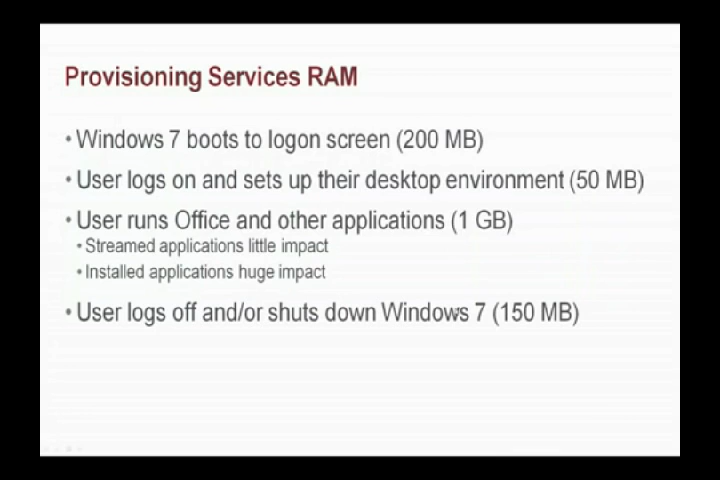 Provisioning Services RAM
• Windows 7 boots to logon screen (200 MB)
• User logs on and sets up their desktop environment (50 MB)
• User runs Office and other applications (1 GB)
• Streamed applications little impact
• Installed applications huge impact
• User logs off and/or shuts down Windows 7 (150 MB)